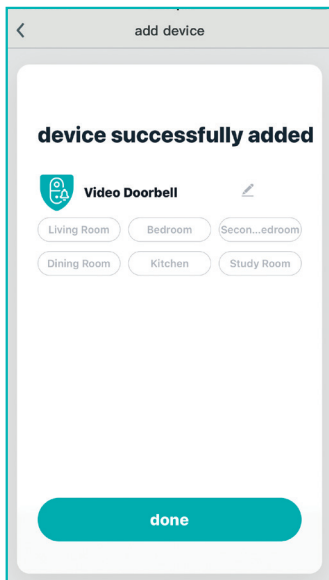 add device
device successfully added
Video Doorbell
Living Room Bedroom Secon...edroom
Dining Room Kitchen Study Room
done